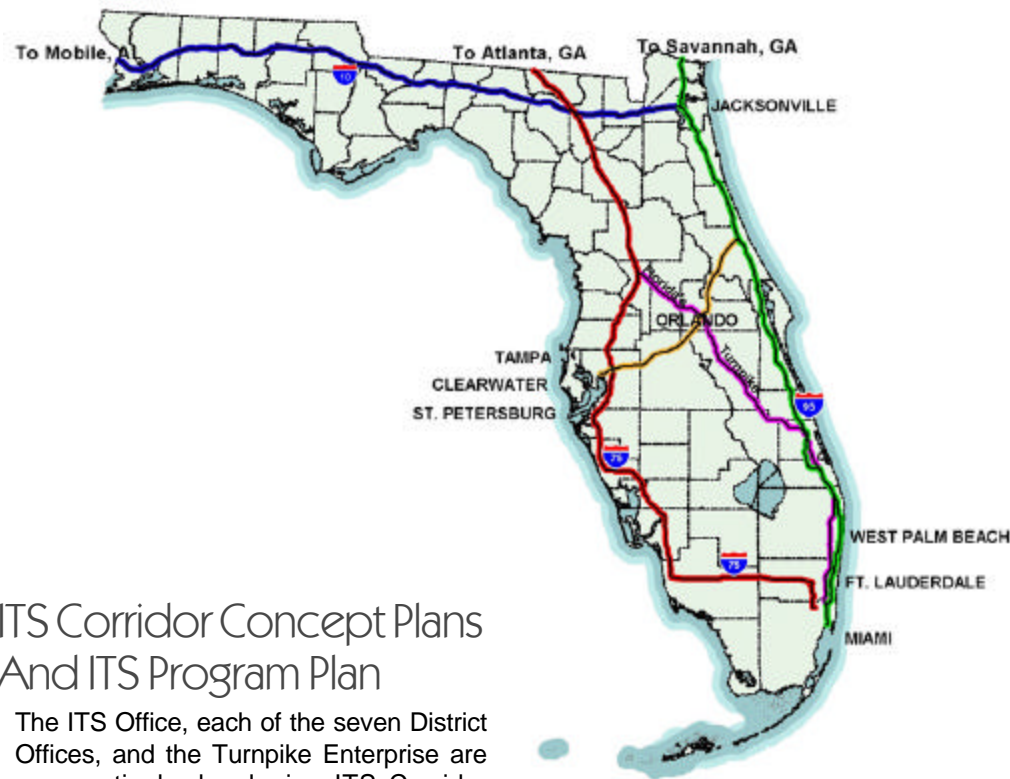 To Mobile, AL
To Atlanta, GA
To Savannah, GA
10
JACKSONVILLE
Florida's
ORLANDO
Turnpike
TAMPA
CLEARWATER
ST. PETERSBURG
95
75
WEST PALM BEACH
75
FT. LAUDERDALE
MIAMI
ITS Corridor Concept Plans
And ITS Program Plan
The ITS Office, each of the seven District
Offices, and the Turnpike Enterprise are